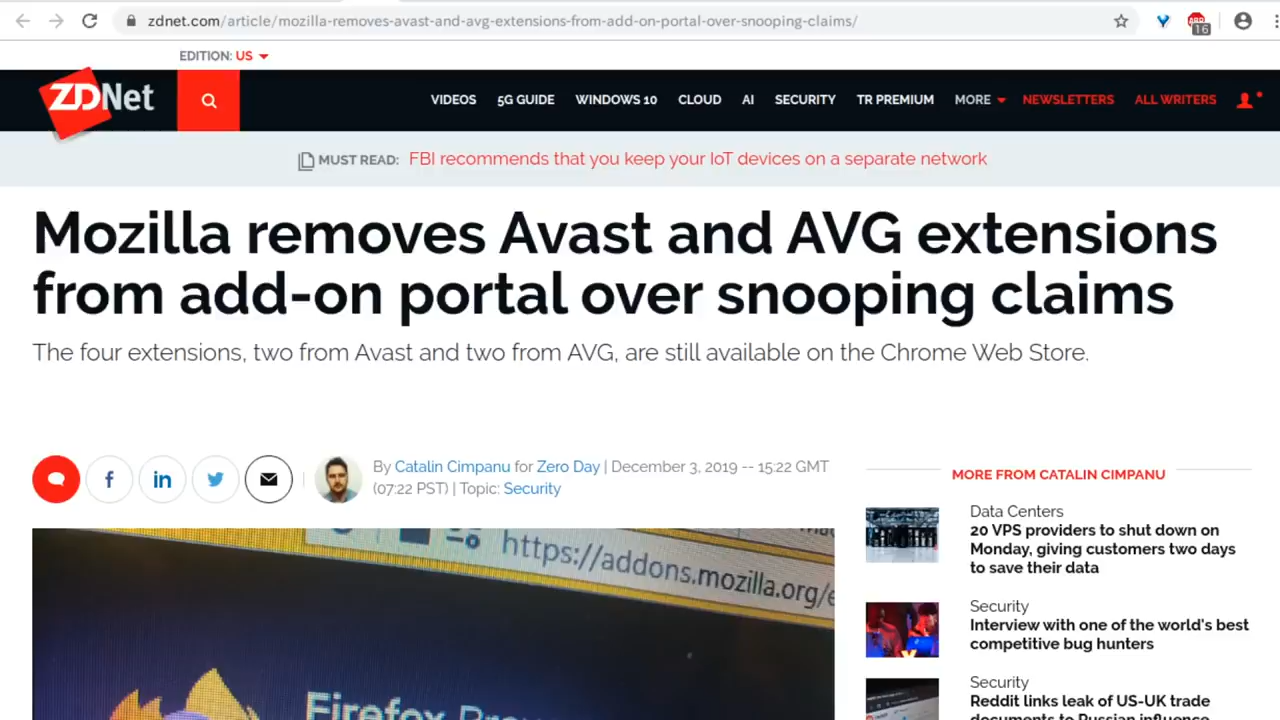 zdnet.com/article/mozilla-removes-avast-and-avg-extensions-from-add-on-portal-over-snooping-claims/
16
EDITION: US
ZDNet
VIDEOS 5G GUIDE WINDOWS 10 CLOUD AI SECURITY TR PREMIUM MORE NEWSLETTERS ALL WRITERS
MUST READ: FBI recommends that you keep your IoT devices on a separate network
Mozilla removes Avast and AVG extensions
from add-on portal over snooping claims
The four extensions, two from Avast and two from AVG, are still available on the Chrome Web Store.
By Catalin Cimpanu for Zero Day | December 3, 2019 -- 15:22 GMT
(07:22 PST) | Topic: Security
https://addons.mozilla.org/
Firefox
MORE FROM CATALIN CIMPANU
Data Centers
20 VPS providers to shut down on
Monday, giving customers two days
to save their data
Security
Interview with one of the world's best
competitive bug hunters
Security
Reddit links leak of US-UK trade
documents to Russian influence